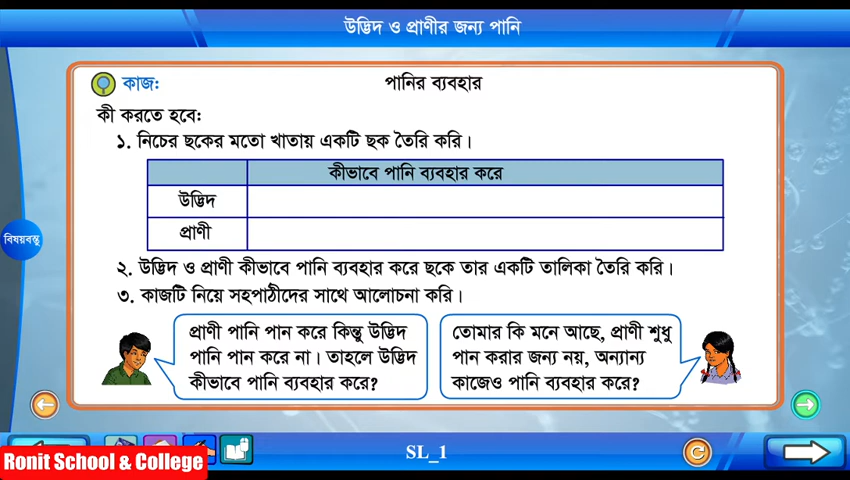 উদ্ভিদ ও প্রাণীর জন্য পানি
কাজ:
পানির ব্যবহার
কী করতে হবে:
১. নিচের ছকের মতো খাতায় একটি ছক তৈরি করি।
কীভাবে পানি ব্যবহার করে
উদ্ভিদ
প্রাণী
বিষয়বস্তু
২. উদ্ভিদ ও প্রাণী কীভাবে পানি ব্যবহার করে ছকে তার একটি তালিকা তৈরি করি।
৩. কাজটি নিয়ে সহপাঠীদের সাথে আলোচনা করি।
প্রাণী পানি পান করে কিন্তু উদ্ভিদ
পানি পান করে না। তাহলে উদ্ভিদ
কীভাবে পানি ব্যবহার করে?
তোমার কি মনে আছে, প্রাণী শুধু
পান করার জন্য নয়, অন্যান্য
কাজেও পানি ব্যবহার করে?
SL_1
Ronit School & College